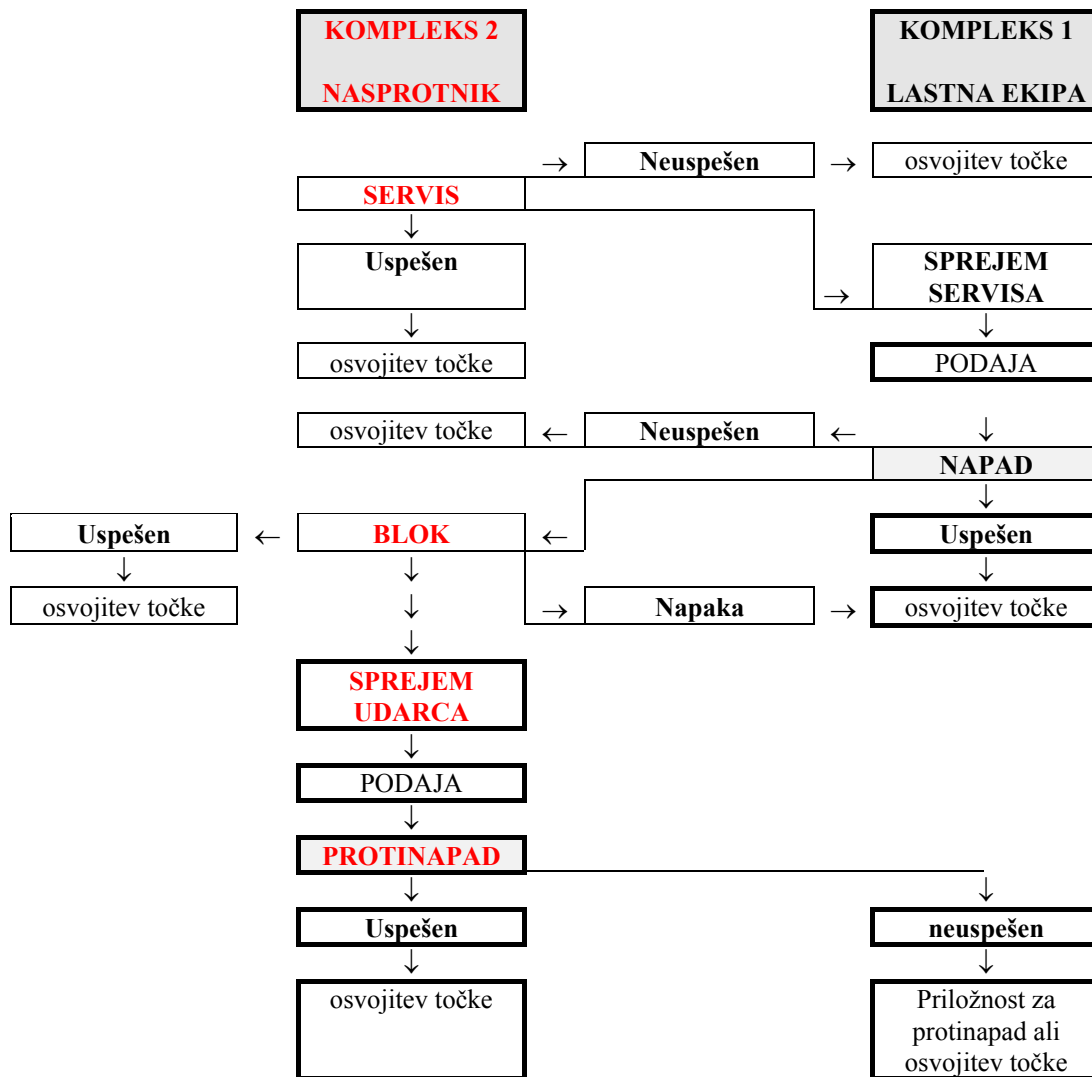 KOMPLEKS 2
NASPROTNIK
KOMPLEKS 1
LASTNA EKIPA
→ Neuspešen → osvojitev točke
SERVIS
↓
Uspešen
SPREJEM
SERVISA
→
↓ ↓
osvojitev točke
PODAJA
osvojitev točke ← Neuspešen ← ↓
NAPAD
↓
Uspešen ← BLOK ← Uspešen
↓ ↓ ↓
osvojitev točke ↓ → Napaka → osvojitev točke
↓
SPREJEM
UDARCA
↓
PODAJA
↓
PROTINAPAD
↓ ↓
Uspešen neuspešen
↓ ↓
osvojitev točke
Priložnost za
protinapad ali
osvojitev točke